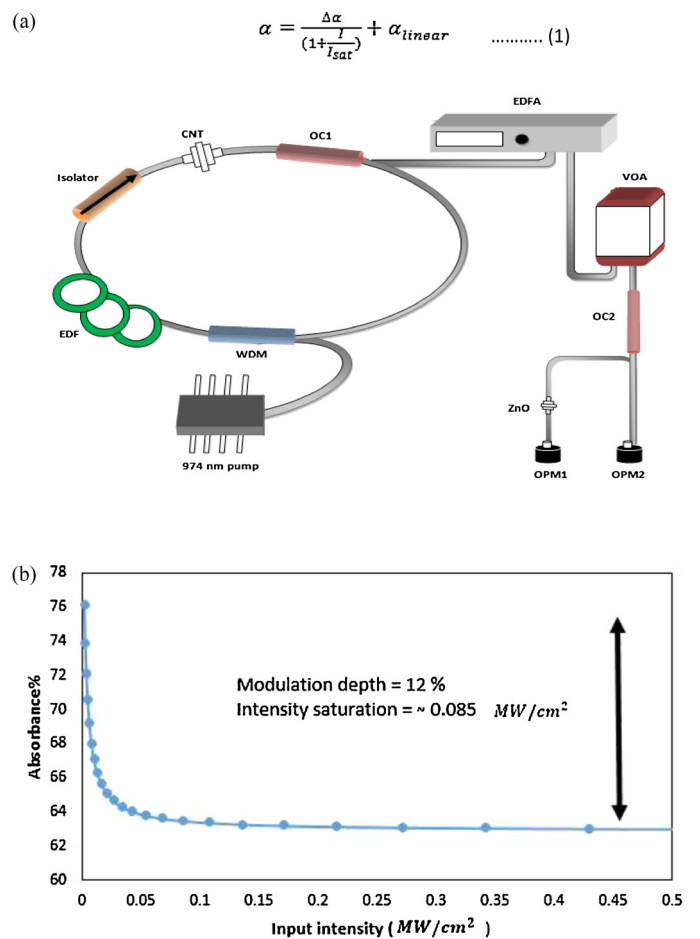 (a)
α = Δα / (1+ I/Isat) + αlinear ........... (1)
EDFA
CNT
OC1
Isolator
VOA
EDF
WDM
OC2
ZnO
974 nm pump
OPM1
OPM2
(b)
78
76
74
72
70
68
66
64
62
60
Absorbance%
Modulation depth = 12 %
Intensity saturation = ~ 0.085 MW/cm²
0 0.05 0.1 0.15 0.2 0.25 0.3 0.35 0.4 0.45 0.5
Input intensity ( MW/cm² )